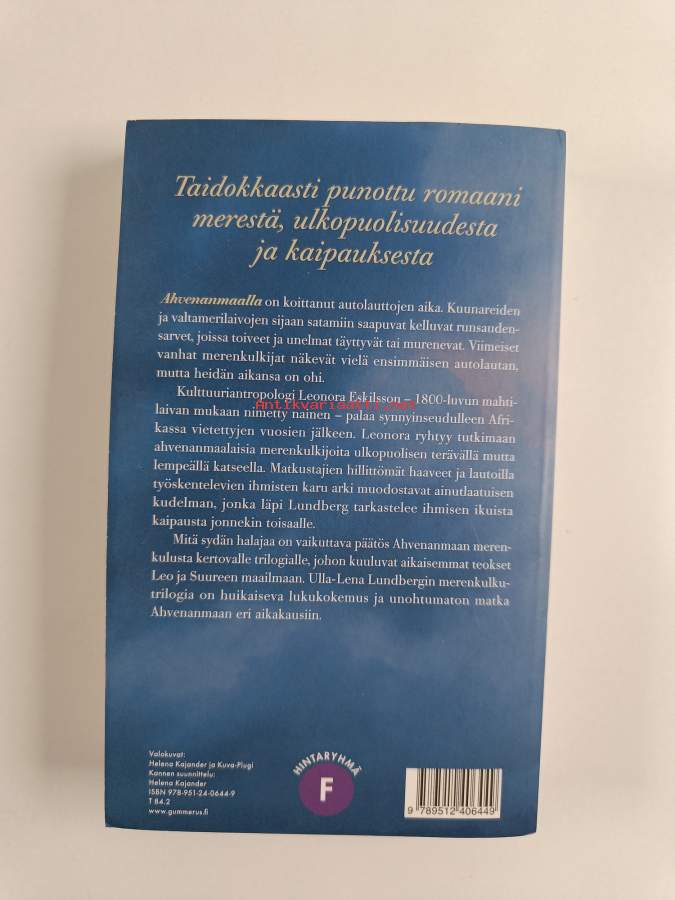 Taidokkaasti punottu romaani
merestä, ulkopuolisuudesta
ja kaipauksesta
Ahvenanmaalla on koittanut autolauttojen aika. Kuunareiden
ja valtamerilaivojen sijaan satamiin saapuvat kelluvat runsauden-
sarvet, joissa toiveet ja unelmat täyttyvät tai murenevat. Viimeiset
vanhat merenkulkijat näkevät vielä ensimmäisen autolautan,
mutta heidän aikansa on ohi.
Kulttuuriantropologi Leonora Eskilsson – 1800-luvun mahti-
laivan mukaan nimetty nainen – palaa synnyinseudulleen Afri-
kassa vietettyjen vuosien jälkeen. Leonora ryhtyy tutkimaan
ahvenanmaalaisia merenkulkijoita ulkopuolisen terävällä mutta
lempeällä katseella. Matkustajien hillittömät haaveet ja lautoilla
työskentelevien ihmisten karu arki muodostavat ainutlaatuisen
kudelman, jonka läpi Lundberg tarkastelee ihmisen ikuista
kaipausta jonnekin toisaalle.
Mitä sydän halajaa on vaikuttava päätös Ahvenanmaan meren-
kulusta kertovalle trilogialle, johon kuuluvat aikaisemmat teokset
Leo ja Suureen maailmaan. Ulla-Lena Lundbergin merenkulku-
trilogia on huikaiseva lukukokemus ja unohtumaton matka
Ahvenanmaan eri aikakausiin.
Antikvariaatti.net
Valokuvat:
Helena Kajander ja Kuva-Plugi
Kannen suunnittelu:
Helena Kajander
ISBN 978-951-24-0644-9
T 84.2
www.gummerus.fi
HINTARYHMÄ
F
9 789512 406449